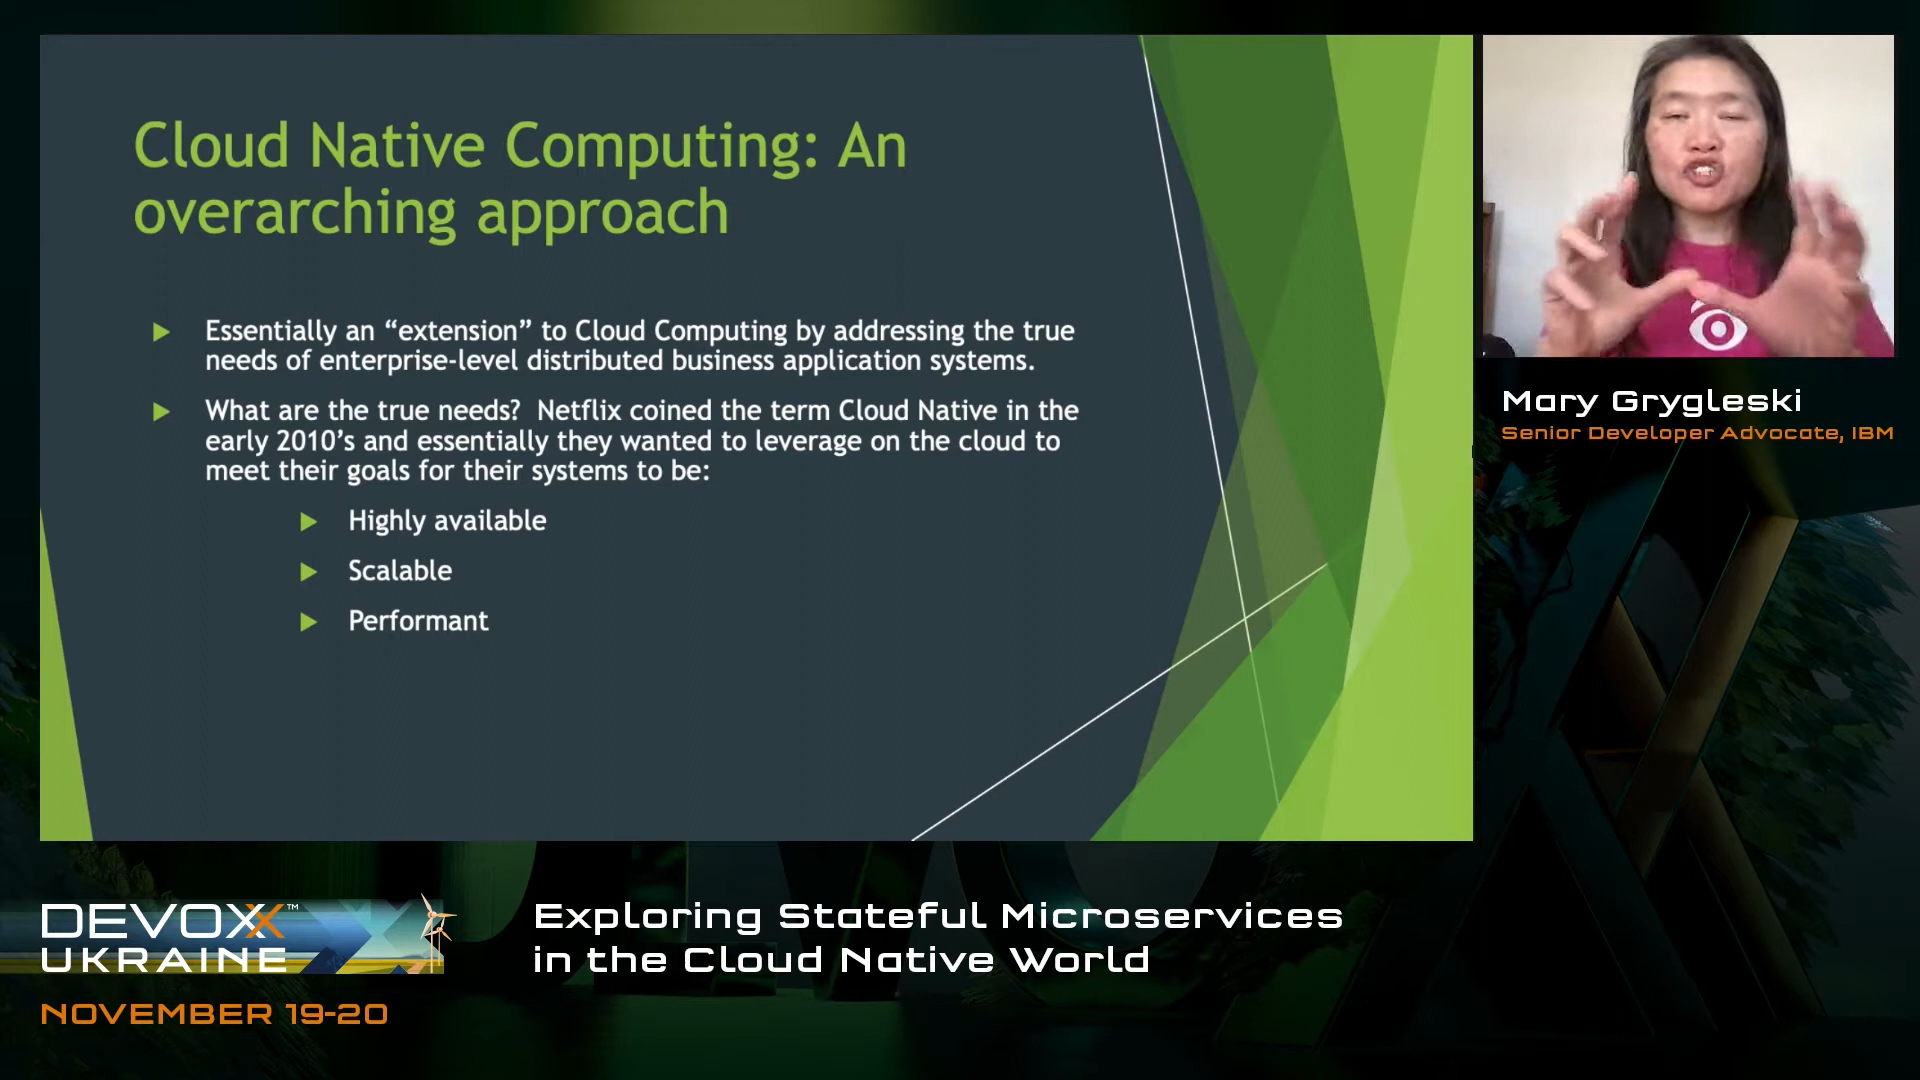 Cloud Native Computing: An
overarching approach
Essentially an “extension” to Cloud Computing by addressing the true
needs of enterprise-level distributed business application systems.
What are the true needs?  Netflix coined the term Cloud Native in the
early 2010’s and essentially they wanted to leverage on the cloud to
meet their goals for their systems to be:
Highly available
Scalable
Performant
Mary Grygleski
Senior Developer Advocate, IBM
DEVOXX™
UKRAINE
NOVEMBER 19-20
Exploring Stateful Microservices
in the Cloud Native World